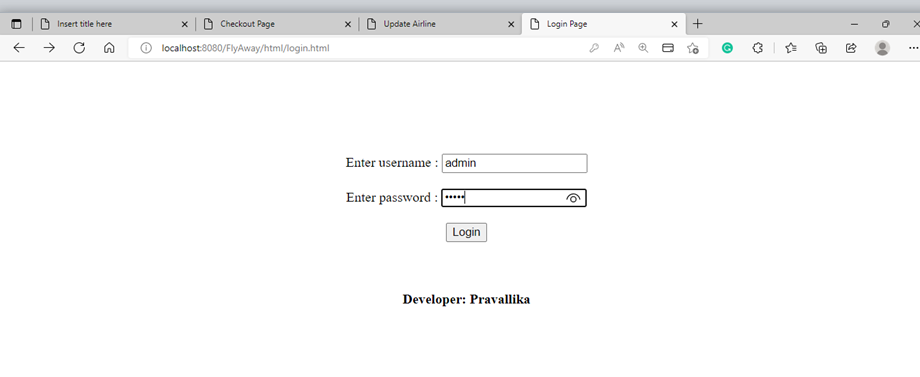 Insert title here
Checkout Page
Update Airline
Login Page
localhost:8080/FlyAway/html/login.html
Enter username : admin
Enter password : •••••
Login
Developer: Pravallika